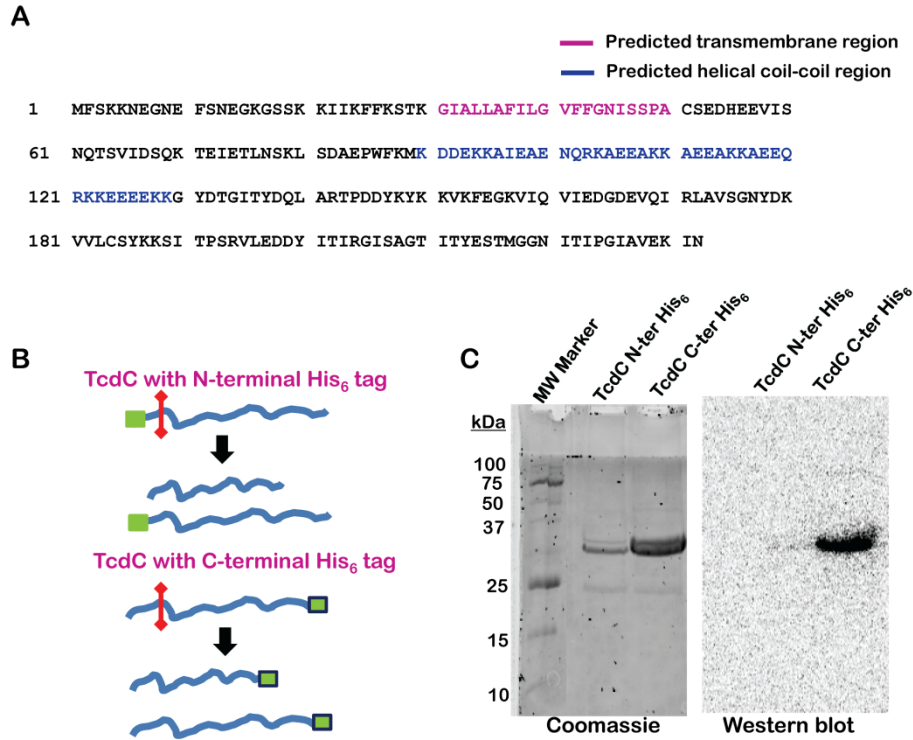 A
Predicted transmembrane region
Predicted helical coil-coil region
1 MFSKKNEGNE FSNEGKGSSK KIIKFFKSTK GIALLAFILG VFFGNISSPA CSEDHEEVIS
61 NQTSVIDSQK TEIETLNSKL SDAEPWFKMK DDEKKAIEAE NQRKAEEAKK AEEAKKAEEQ
121 RKKEEEEKKG YDTGITYDQL ARTPDDYKYK KVKFEGKVIQ VIEDGDEVQI RLAVSGNYDK
181 VVLCSYKKSI TPSRVLEDDY ITIRGISAGT ITYESTMGGN ITIPGIAVEK IN
B
TcdC with N-terminal His6 tag
TcdC with C-terminal His6 tag
C
MW Marker
TcdC N-ter His6
TcdC C-ter His6
TcdC N-ter His6
TcdC C-ter His6
kDa
100
75
50
37
25
15
10
Coomassie
Western blot